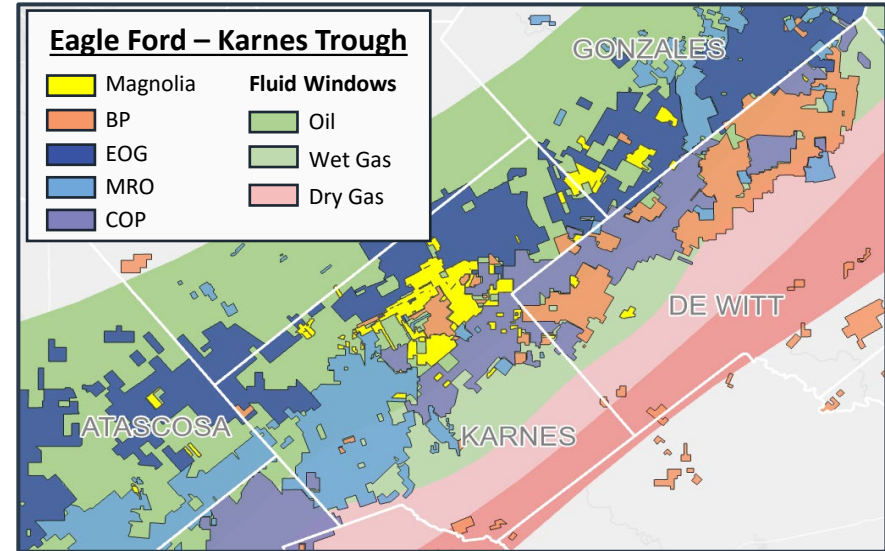 Eagle Ford – Karnes Trough
Magnolia
BP
EOG
MRO
COP
Fluid Windows
Oil
Wet Gas
Dry Gas
GONZALES
DE WITT
ATASCOSA
KARNES